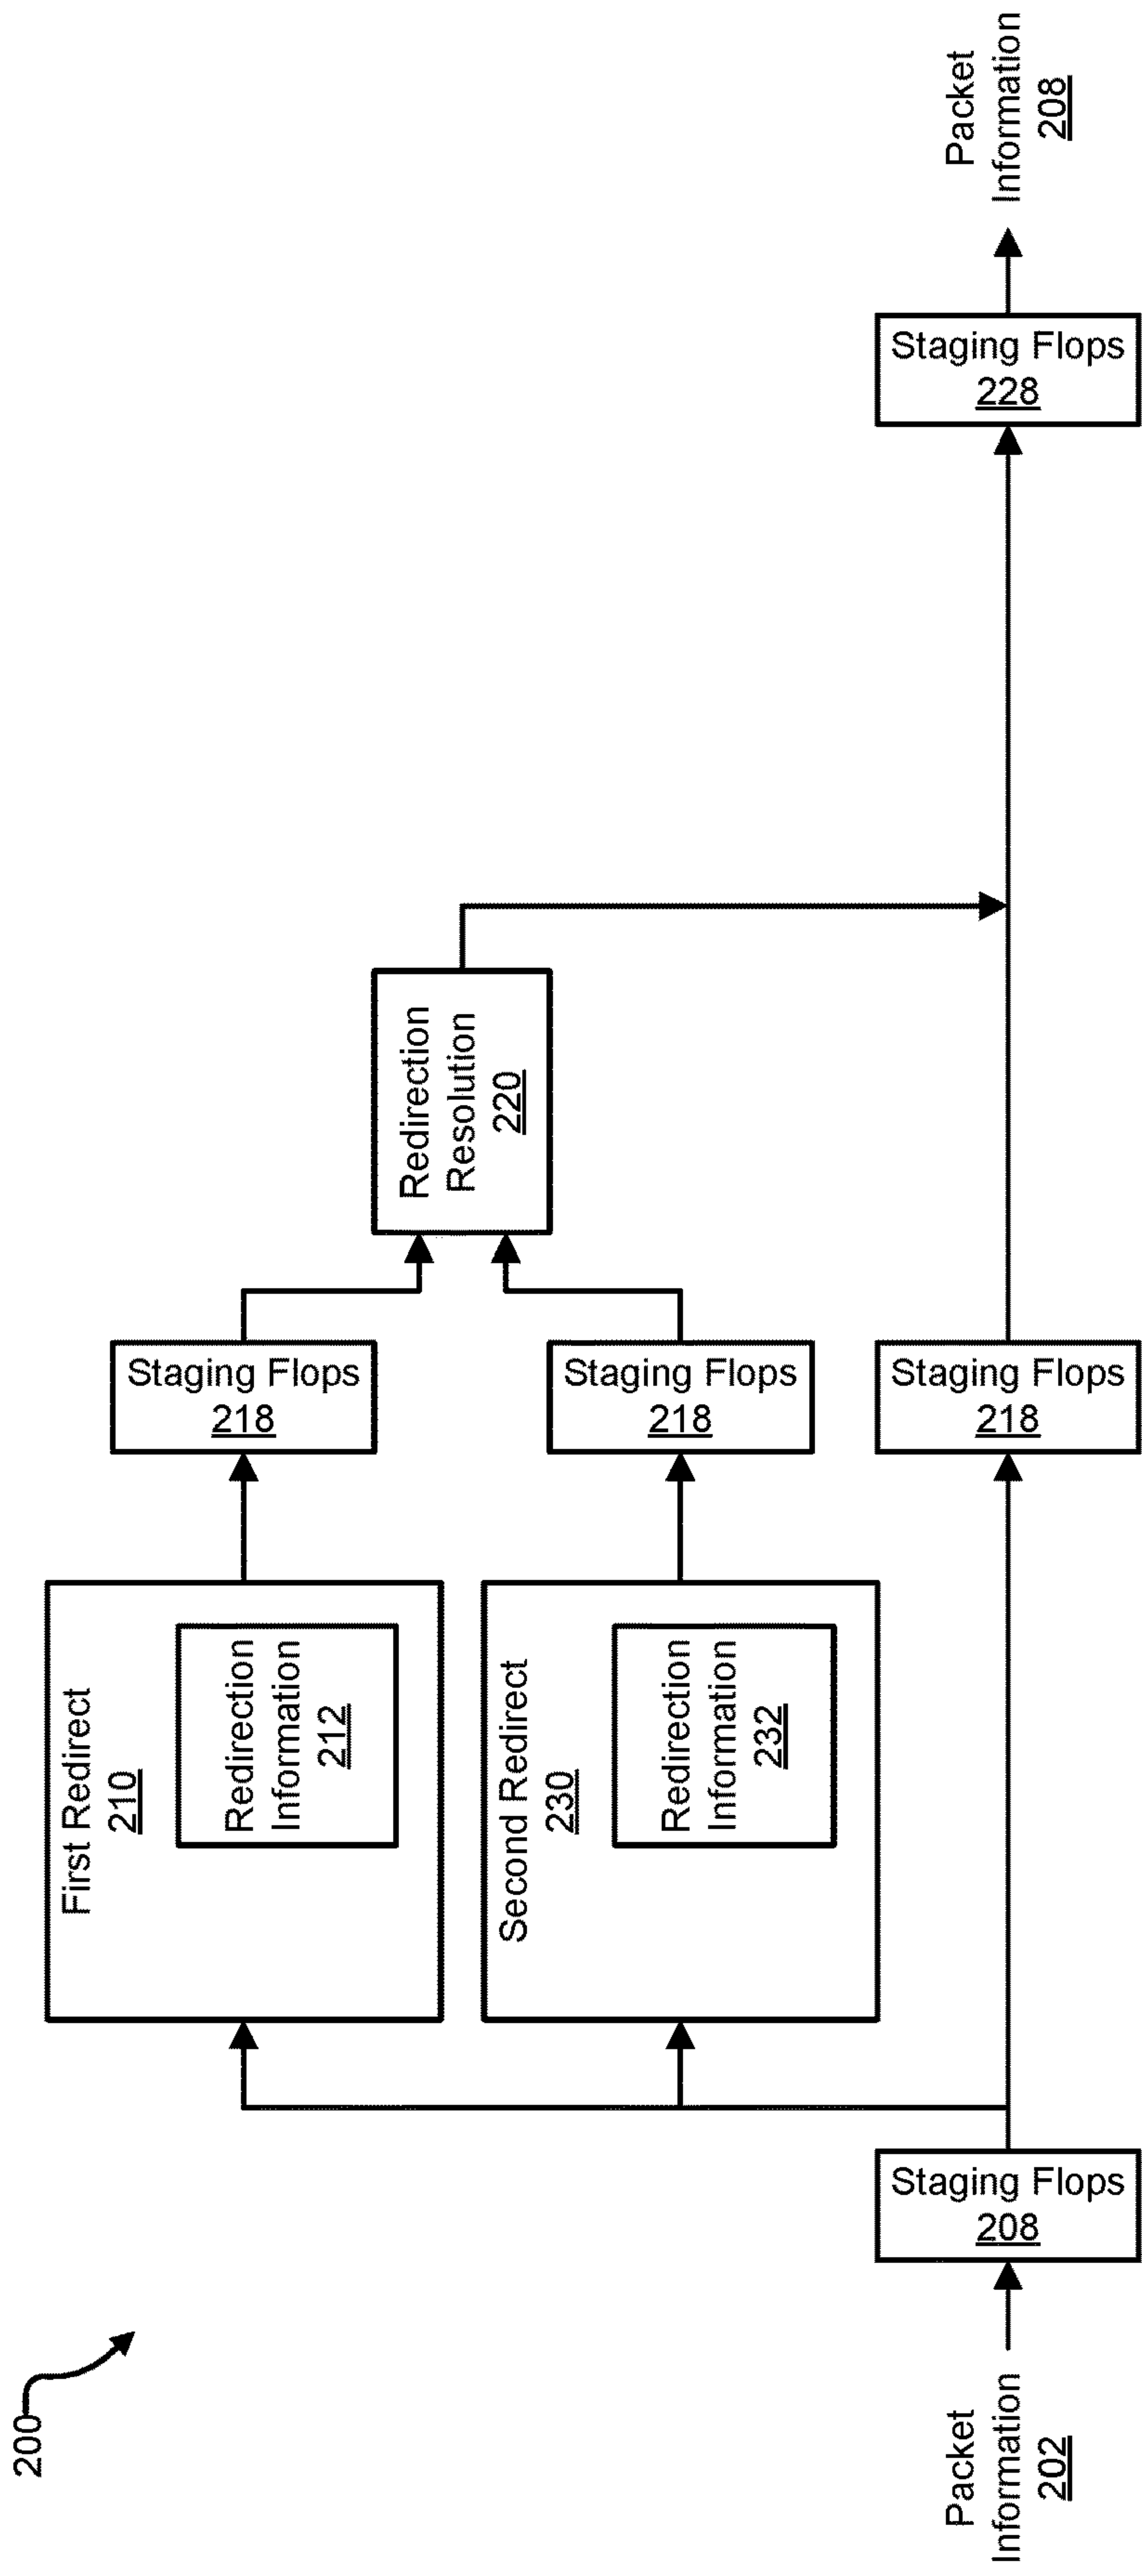 200
First Redirect
210
Redirection
Information
212
Staging Flops
218
Second Redirect
230
Redirection
Information
232
Staging Flops
218
Redirection
Resolution
220
Packet
Information
202
Staging Flops
208
Staging Flops
218
Staging Flops
228
Packet
Information
208